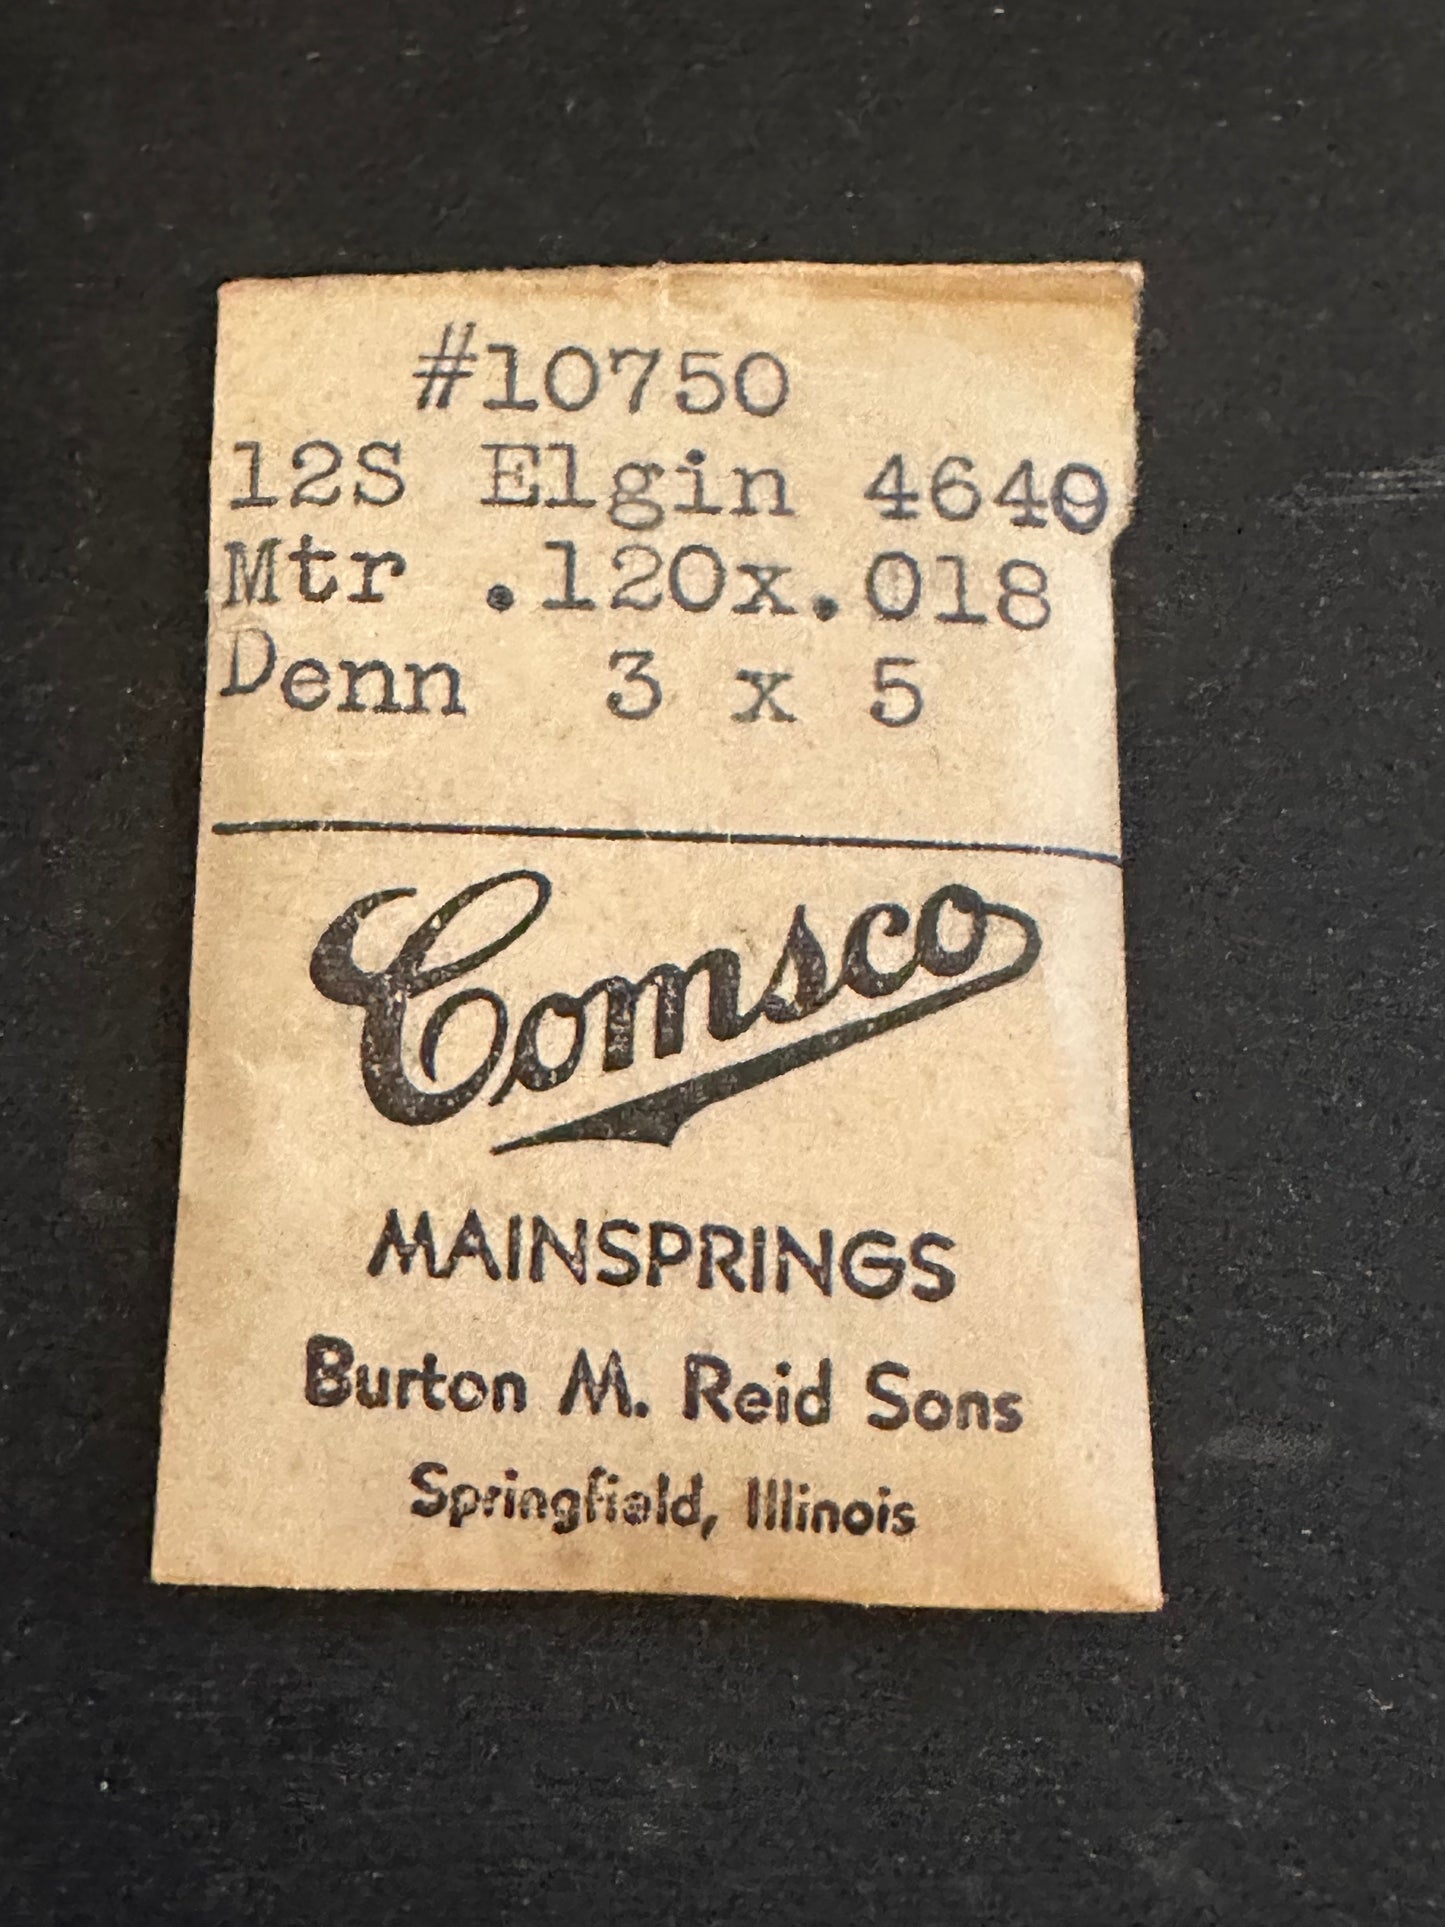 #10750
12S Elgin 4640
Mtr .120x.018
Denn 3 x 5
Comsco
MAINSPRINGS
Burton M. Reid Sons
Springfield, Illinois